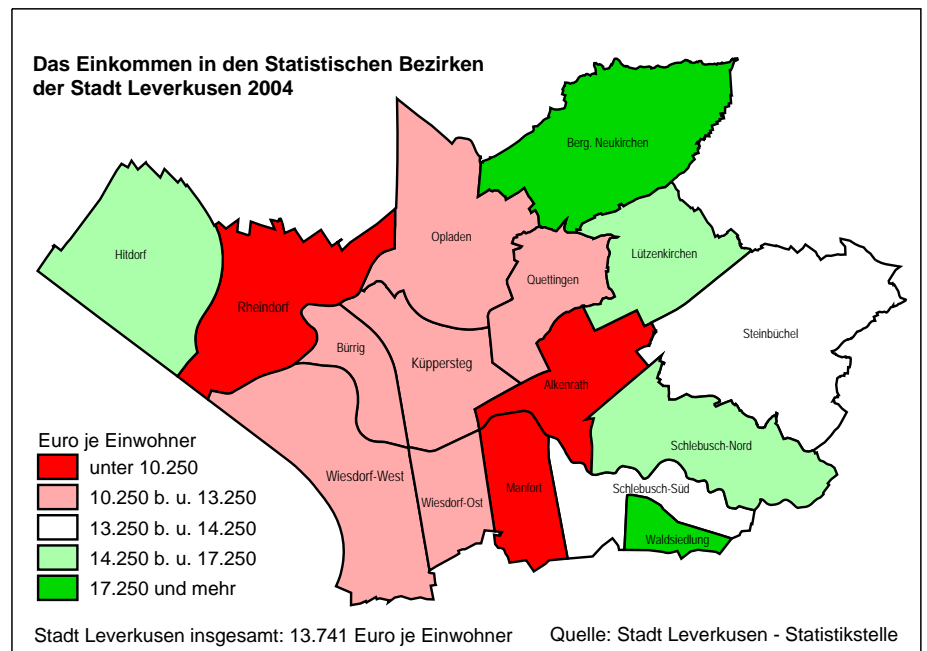 Das Einkommen in den Statistischen Bezirken
der Stadt Leverkusen 2004
Berg. Neukirchen
Opladen
Hitdorf
Lützenkirchen
Quettingen
Rheindorf
Steinbüchel
Bürrig
Küppersteg
Alkenrath
Schlebusch-Nord
Wiesdorf-West
Manfort
Schlebusch-Süd
Wiesdorf-Ost
Waldsiedlung
Euro je Einwohner
unter 10.250
10.250 b. u. 13.250
13.250 b. u. 14.250
14.250 b. u. 17.250
17.250 und mehr
Stadt Leverkusen insgesamt: 13.741 Euro je Einwohner
Quelle: Stadt Leverkusen - Statistikstelle